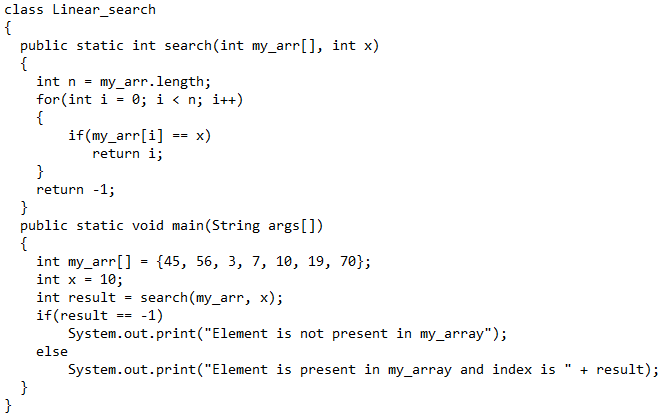 class Linear_search
{
  public static int search(int my_arr[], int x)
  {
    int n = my_arr.length;
    for(int i = 0; i < n; i++)
    {
        if(my_arr[i] == x)
           return i;
    }
    return -1;
  }
  public static void main(String args[])
  {
    int my_arr[] = {45, 56, 3, 7, 10, 19, 70};
    int x = 10;
    int result = search(my_arr, x);
    if(result == -1)
        System.out.print("Element is not present in my_array");
    else
        System.out.print("Element is present in my_array and index is " + result);
  }
}